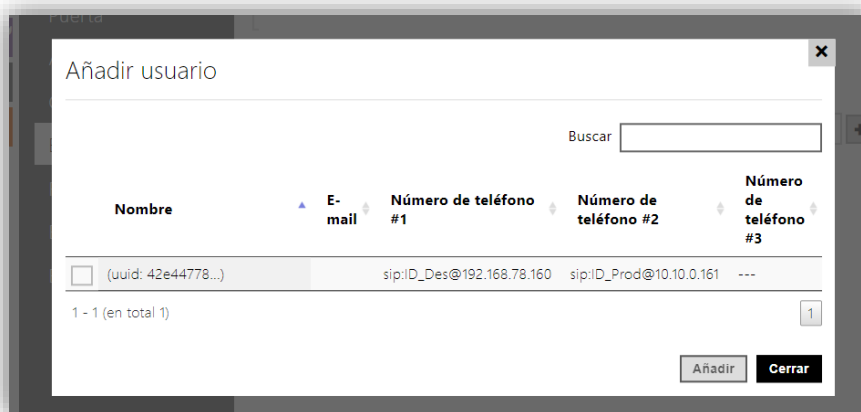 Puerta
×
Añadir usuario
Buscar
Nombre
E-
mail
Número de teléfono
#1
Número de
teléfono #2
Número
de
teléfono
#3
(uuid: 42e44778...)
sip:ID_Des@192.168.78.160
sip:ID_Prod@10.10.0.161
---
1 - 1 (en total 1)
1
Añadir
Cerrar